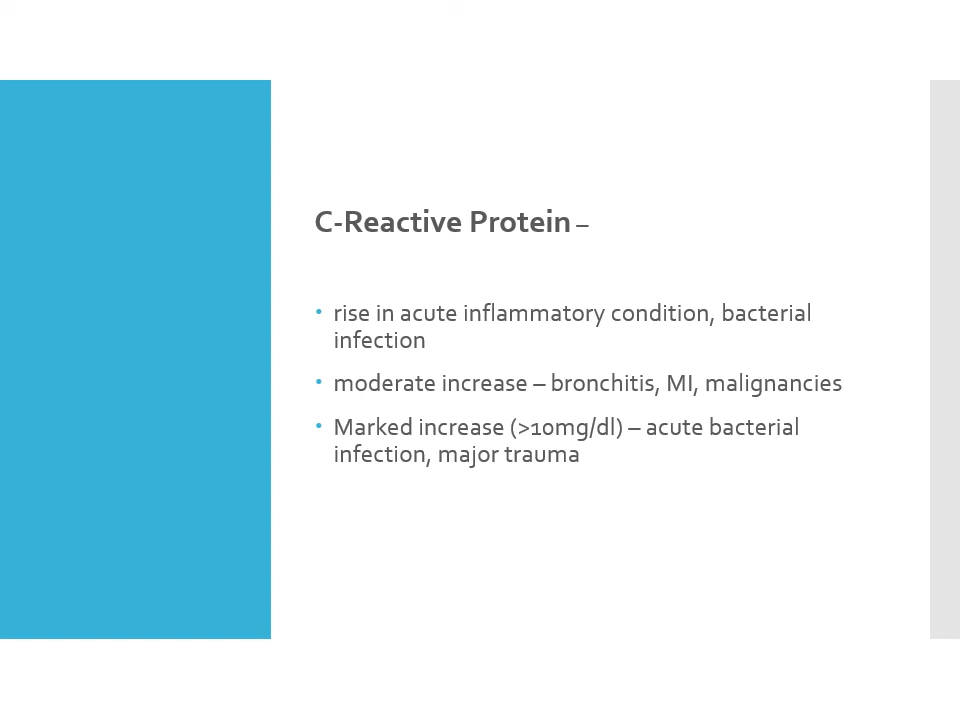 C-Reactive Protein –
• rise in acute inflammatory condition, bacterial
infection
• moderate increase – bronchitis, MI, malignancies
• Marked increase (>10mg/dl) – acute bacterial
infection, major trauma